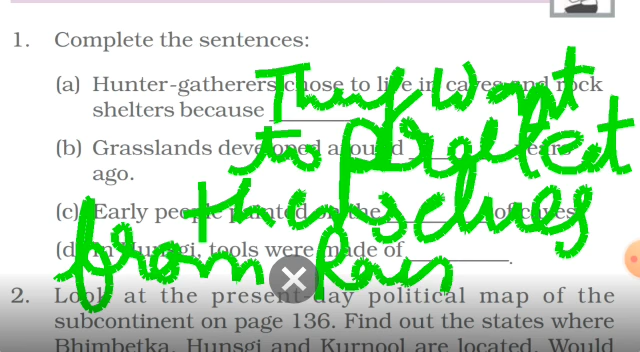 1. Complete the sentences:
(a) Hunter-gatherers chose to live in caves and rock
shelters because
They want
(b) Grasslands developed around years
to protect
ago.
(c) Early people painted on the of caves.
themselves
(d) In Hunsgi, tools were made of .
from Rain
2. Look at the present-day political map of the
subcontinent on page 136. Find out the states where
Bhimbetka, Hunsgi and Kurnool are located. Would